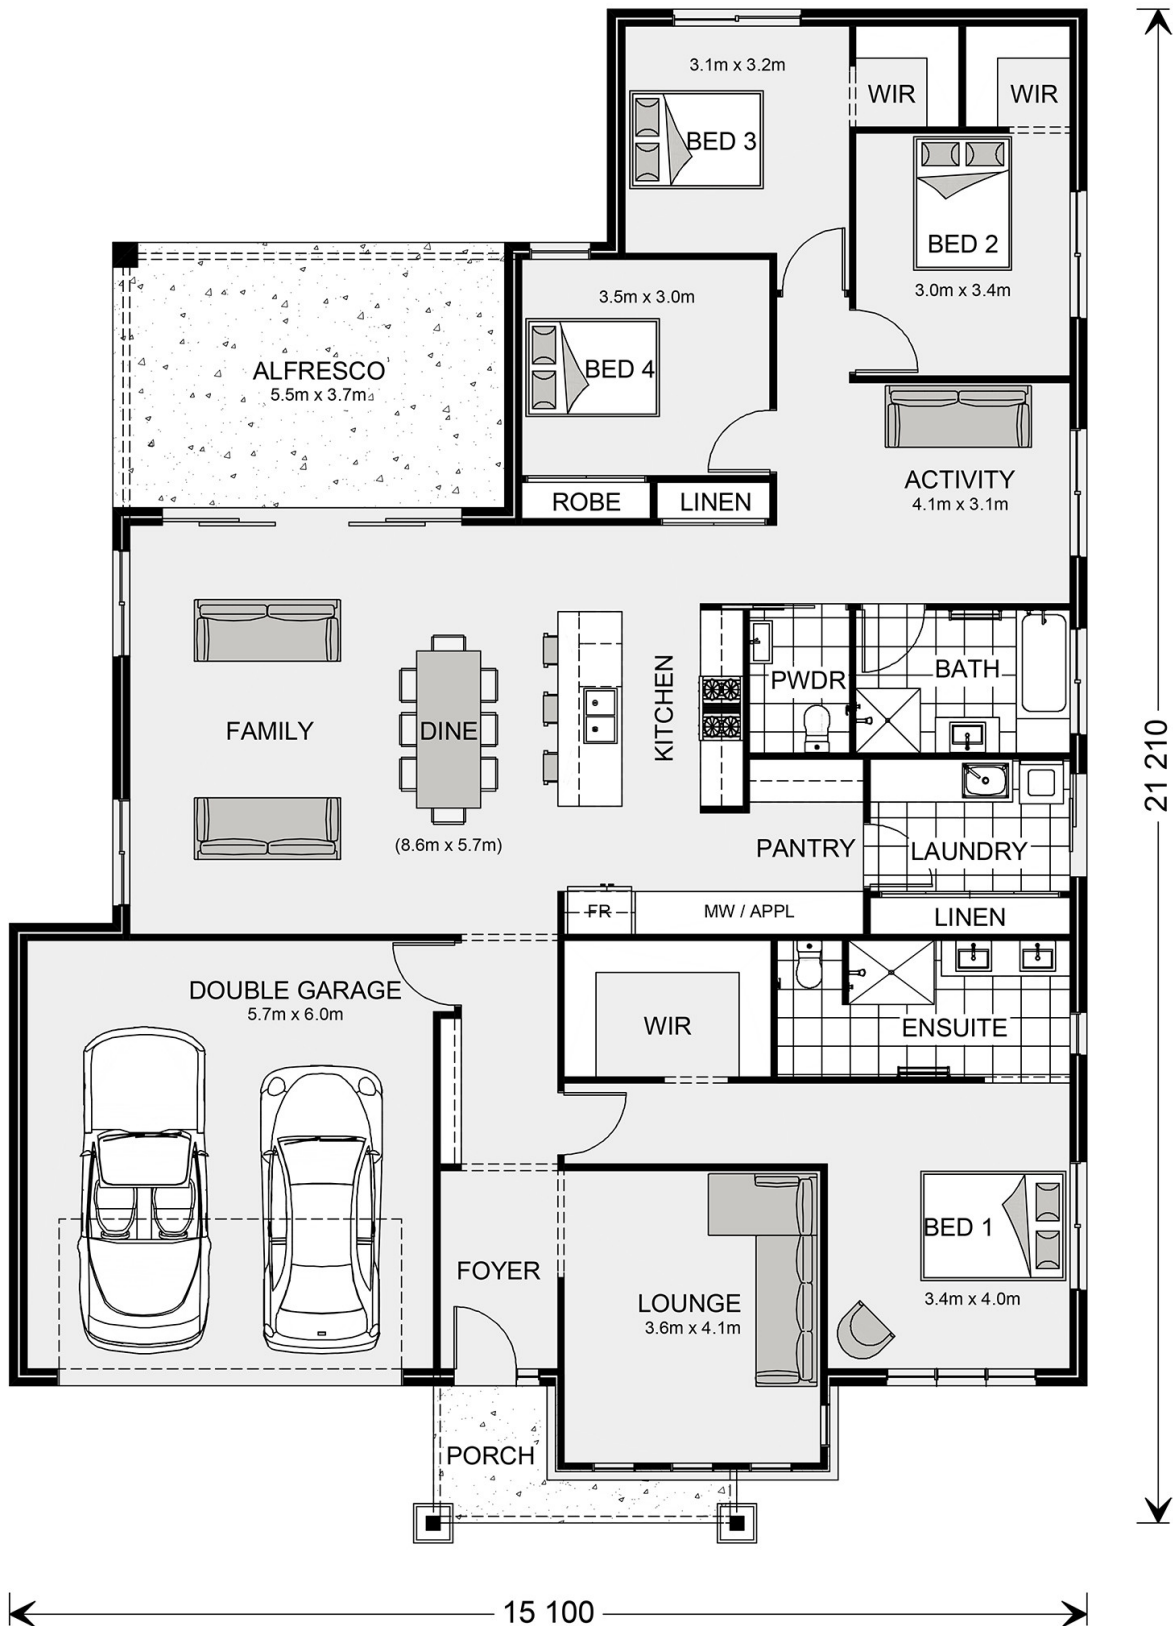 3.1m x 3.2m
WIR
WIR
BED 3
BED 2
3.0m x 3.4m
3.5m x 3.0m
BED 4
ALFRESCO
5.5m x 3.7m
ROBE
LINEN
ACTIVITY
4.1m x 3.1m
FAMILY
DINE
(8.6m x 5.7m)
KITCHEN
PWDR
BATH
PANTRY
LAUNDRY
FR
MW / APPL
LINEN
DOUBLE GARAGE
5.7m x 6.0m
WIR
ENSUITE
FOYER
LOUNGE
3.6m x 4.1m
BED 1
3.4m x 4.0m
PORCH
21 210
15 100